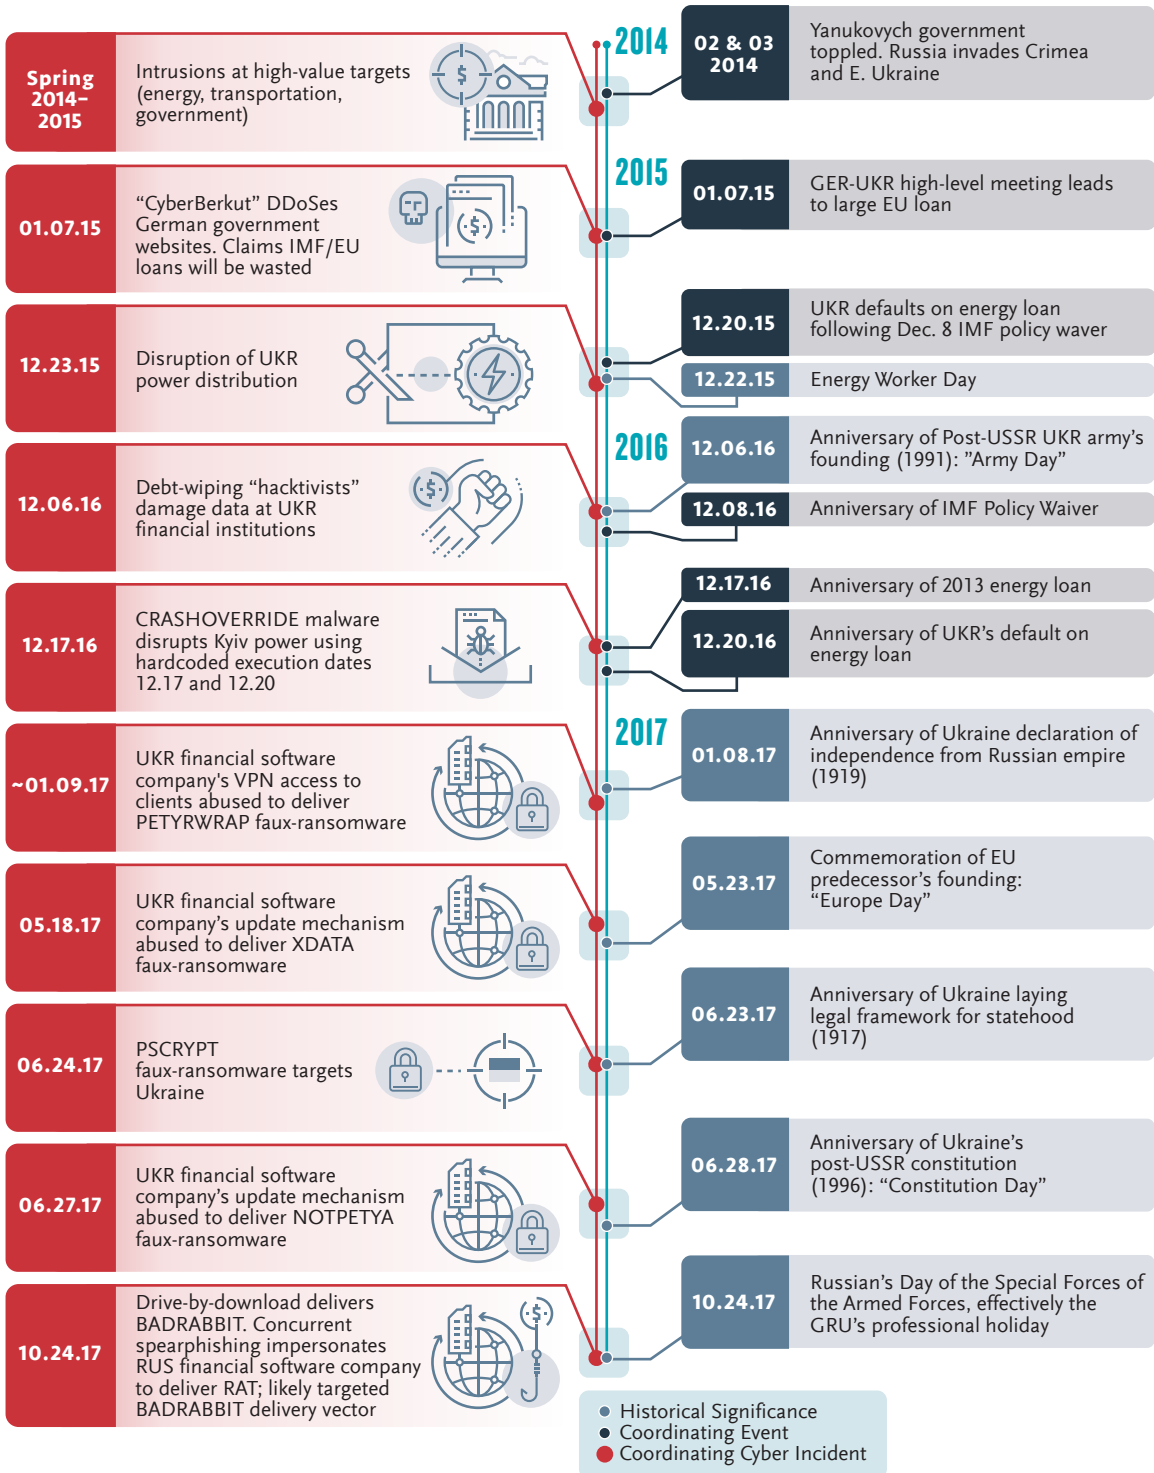 Spring
2014–
2015
Intrusions at high-value targets
(energy, transportation,
government)
2014
02 & 03
2014
Yanukovych government
toppled. Russia invades Crimea
and E. Ukraine
01.07.15
“CyberBerkut” DDoSes
German government
websites. Claims IMF/EU
loans will be wasted
2015
01.07.15
GER-UKR high-level meeting leads
to large EU loan
12.23.15
Disruption of UKR
power distribution
12.20.15
UKR defaults on energy loan
following Dec. 8 IMF policy waver
12.22.15
Energy Worker Day
12.06.16
Debt-wiping “hacktivists”
damage data at UKR
financial institutions
2016
12.06.16
Anniversary of Post-USSR UKR army’s
founding (1991): ”Army Day”
12.08.16
Anniversary of IMF Policy Waiver
12.17.16
CRASHOVERRIDE malware
disrupts Kyiv power using
hardcoded execution dates
12.17 and 12.20
12.17.16
Anniversary of 2013 energy loan
12.20.16
Anniversary of UKR’s default on
energy loan
~01.09.17
UKR financial software
company's VPN access to
clients abused to deliver
PETYRWRAP faux-ransomware
2017
01.08.17
Anniversary of Ukraine declaration of
independence from Russian empire
(1919)
05.18.17
UKR financial software
company’s update mechanism
abused to deliver XDATA
faux-ransomware
05.23.17
Commemoration of EU
predecessor’s founding:
“Europe Day”
06.24.17
PSCRYPT
faux-ransomware targets
Ukraine
06.23.17
Anniversary of Ukraine laying
legal framework for statehood
(1917)
06.27.17
UKR financial software
company’s update mechanism
abused to deliver NOTPETYA
faux-ransomware
06.28.17
Anniversary of Ukraine’s
post-USSR constitution
(1996): “Constitution Day”
10.24.17
Drive-by-download delivers
BADRABBIT. Concurrent
spearphishing impersonates
RUS financial software company
to deliver RAT; likely targeted
BADRABBIT delivery vector
10.24.17
Russian’s Day of the Special Forces of
the Armed Forces, effectively the
GRU’s professional holiday
Historical Significance
Coordinating Event
Coordinating Cyber Incident